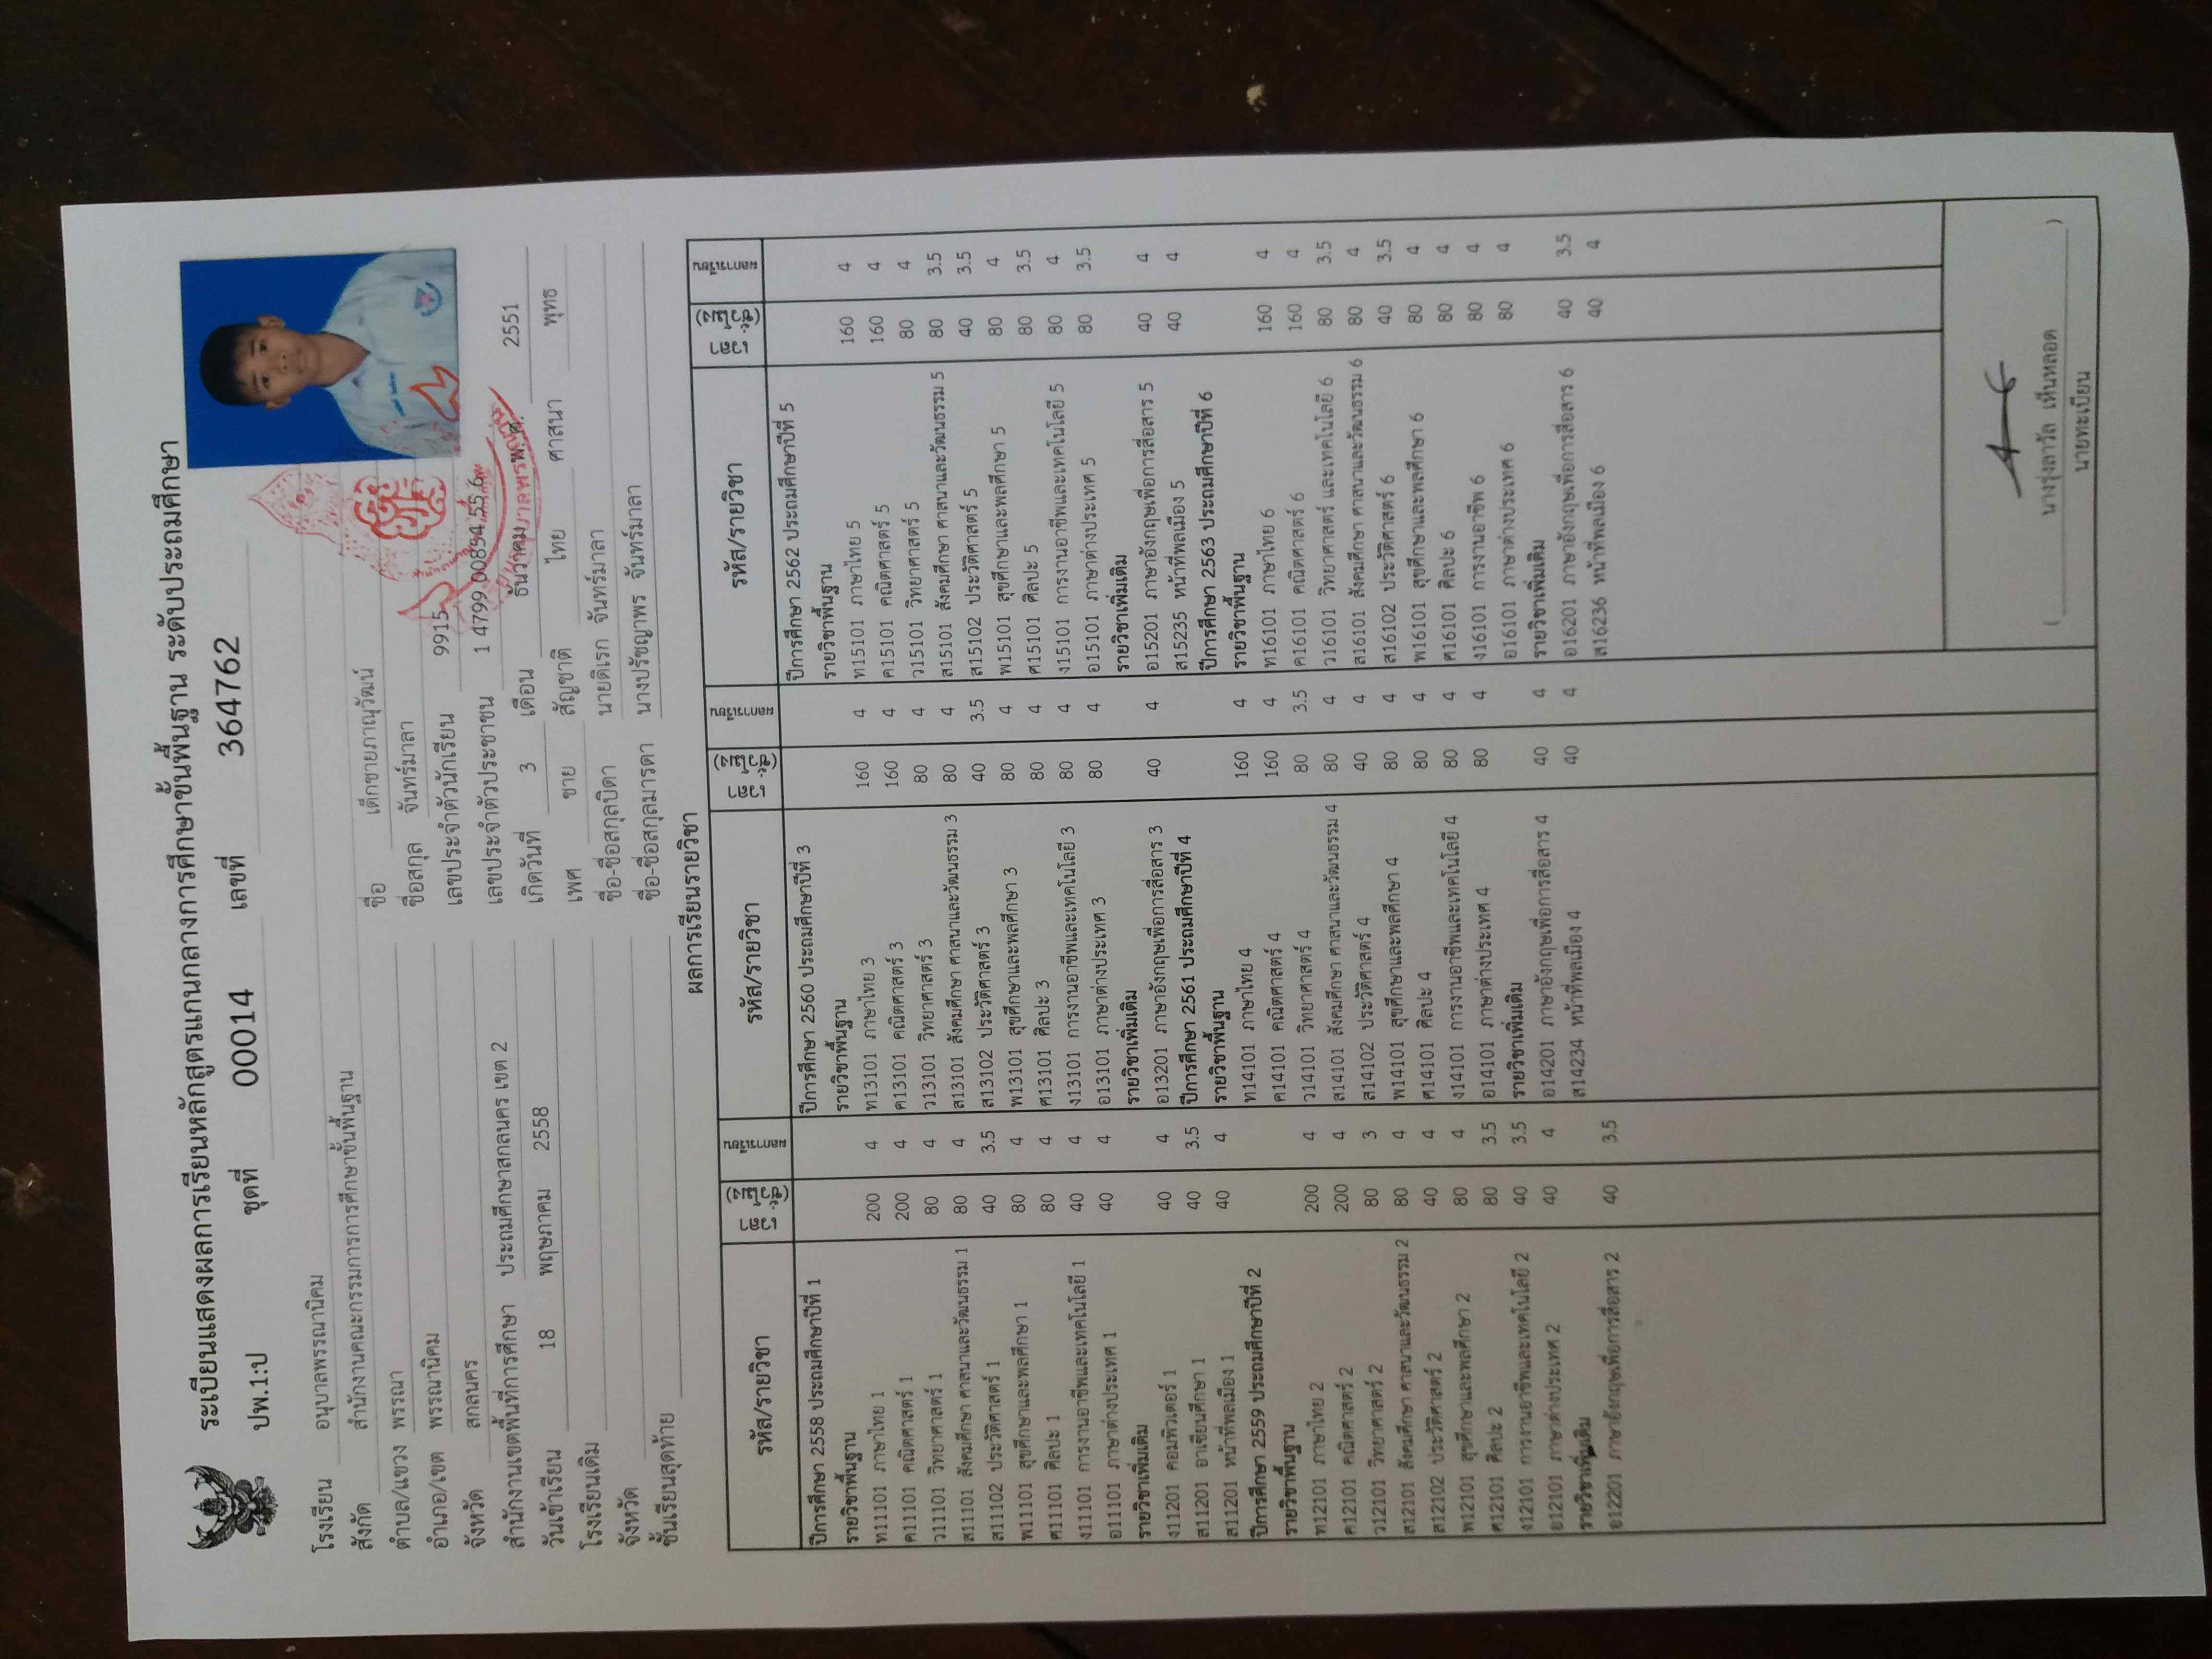 ระเบียนแสดงผลการเรียนหลักสูตรแกนกลางการศึกษาขั้นพื้นฐาน ระดับประถมศึกษา
ปพ.1:ป ชุดที่ 00014 เลขที่ 364762
โรงเรียน อนุบาลพรรณานิคม
สังกัด สำนักงานคณะกรรมการการศึกษาขั้นพื้นฐาน
ตำบล/แขวง พรรณา
อำเภอ/เขต พรรณานิคม
จังหวัด สกลนคร
สำนักงานเขตพื้นที่การศึกษา ประถมศึกษาสกลนคร เขต 2
วันเข้าเรียน 18 พฤษภาคม 2558
โรงเรียนเดิม
จังหวัด
ชั้นเรียนสุดท้าย
ชื่อ เด็กชายภาณุวัฒน์
ชื่อสกุล จันทร์มาลา
เลขประจำตัวนักเรียน 9915
เลขประจำตัวประชาชน 1 4799 00854 55 6
เกิดวันที่ 3 เดือน ธันวาคม พ.ศ. 2551
เพศ ชาย สัญชาติ ไทย ศาสนา พุทธ
ชื่อ-ชื่อสกุลบิดา นายดิเรก จันทร์มาลา
ชื่อ-ชื่อสกุลมารดา นางปรัชญาพร จันทร์มาลา
ผลการเรียนรายวิชา
รหัส/รายวิชา เวลา (ชั่วโมง) ผลการเรียน
ปีการศึกษา 2558 ประถมศึกษาปีที่ 1
รายวิชาพื้นฐาน
ท11101 ภาษาไทย 1 200 4
ค11101 คณิตศาสตร์ 1 200 4
ว11101 วิทยาศาสตร์ 1 80 4
ส11101 สังคมศึกษา ศาสนาและวัฒนธรรม 1 80 4
ส11102 ประวัติศาสตร์ 1 40 3.5
พ11101 สุขศึกษาและพลศึกษา 1 80 4
ศ11101 ศิลปะ 1 80 4
ง11101 การงานอาชีพและเทคโนโลยี 1 40 4
อ11101 ภาษาต่างประเทศ 1 40 4
รายวิชาเพิ่มเติม
ง11201 คอมพิวเตอร์ 1 40 4
ส11201 อาเซียนศึกษา 1 40 3.5
ส11201 หน้าที่พลเมือง 1 40 4
ปีการศึกษา 2559 ประถมศึกษาปีที่ 2
รายวิชาพื้นฐาน
ท12101 ภาษาไทย 2 200 4
ค12101 คณิตศาสตร์ 2 200 4
ว12101 วิทยาศาสตร์ 2 80 3
ส12101 สังคมศึกษา ศาสนาและวัฒนธรรม 2 80 4
ส12102 ประวัติศาสตร์ 2 40 4
พ12101 สุขศึกษาและพลศึกษา 2 80 4
ศ12101 ศิลปะ 2 80 3.5
ง12101 การงานอาชีพและเทคโนโลยี 2 40 3.5
อ12101 ภาษาต่างประเทศ 2 40 4
รายวิชาเพิ่มเติม
อ12201 ภาษาอังกฤษเพื่อการสื่อสาร 2 40 3.5
รหัส/รายวิชา เวลา (ชั่วโมง) ผลการเรียน
ปีการศึกษา 2560 ประถมศึกษาปีที่ 3
รายวิชาพื้นฐาน
ท13101 ภาษาไทย 3 160 4
ค13101 คณิตศาสตร์ 3 160 4
ว13101 วิทยาศาสตร์ 3 80 4
ส13101 สังคมศึกษา ศาสนาและวัฒนธรรม 3 80 4
ส13102 ประวัติศาสตร์ 3 40 3.5
พ13101 สุขศึกษาและพลศึกษา 3 80 4
ศ13101 ศิลปะ 3 80 4
ง13101 การงานอาชีพและเทคโนโลยี 3 80 4
อ13101 ภาษาต่างประเทศ 3 80 4
รายวิชาเพิ่มเติม
อ13201 ภาษาอังกฤษเพื่อการสื่อสาร 3 40 4
ปีการศึกษา 2561 ประถมศึกษาปีที่ 4
รายวิชาพื้นฐาน
ท14101 ภาษาไทย 4 160 4
ค14101 คณิตศาสตร์ 4 160 4
ว14101 วิทยาศาสตร์ 4 80 3.5
ส14101 สังคมศึกษา ศาสนาและวัฒนธรรม 4 80 4
ส14102 ประวัติศาสตร์ 4 40 4
พ14101 สุขศึกษาและพลศึกษา 4 80 4
ศ14101 ศิลปะ 4 80 4
ง14101 การงานอาชีพและเทคโนโลยี 4 80 4
อ14101 ภาษาต่างประเทศ 4 80 4
รายวิชาเพิ่มเติม
อ14201 ภาษาอังกฤษเพื่อการสื่อสาร 4 40 4
ส14234 หน้าที่พลเมือง 4 40 4
รหัส/รายวิชา เวลา (ชั่วโมง) ผลการเรียน
ปีการศึกษา 2562 ประถมศึกษาปีที่ 5
รายวิชาพื้นฐาน
ท15101 ภาษาไทย 5 160 4
ค15101 คณิตศาสตร์ 5 160 4
ว15101 วิทยาศาสตร์ 5 80 4
ส15101 สังคมศึกษา ศาสนาและวัฒนธรรม 5 80 3.5
ส15102 ประวัติศาสตร์ 5 40 3.5
พ15101 สุขศึกษาและพลศึกษา 5 80 4
ศ15101 ศิลปะ 5 80 3.5
ง15101 การงานอาชีพและเทคโนโลยี 5 80 4
อ15101 ภาษาต่างประเทศ 5 80 3.5
รายวิชาเพิ่มเติม
อ15201 ภาษาอังกฤษเพื่อการสื่อสาร 5 40 4
ส15235 หน้าที่พลเมือง 5 40 4
ปีการศึกษา 2563 ประถมศึกษาปีที่ 6
รายวิชาพื้นฐาน
ท16101 ภาษาไทย 6 160 4
ค16101 คณิตศาสตร์ 6 160 4
ว16101 วิทยาศาสตร์ และเทคโนโลยี 6 80 3.5
ส16101 สังคมศึกษา ศาสนาและวัฒนธรรม 6 80 4
ส16102 ประวัติศาสตร์ 6 40 3.5
พ16101 สุขศึกษาและพลศึกษา 6 80 4
ศ16101 ศิลปะ 6 80 4
ง16101 การงานอาชีพ 6 80 4
อ16101 ภาษาต่างประเทศ 6 80 4
รายวิชาเพิ่มเติม
อ16201 ภาษาอังกฤษเพื่อการสื่อสาร 6 40 3.5
ส16236 หน้าที่พลเมือง 6 40 4
( นางรุ่งลาวัล เห็นหลอด )
นายทะเบียน